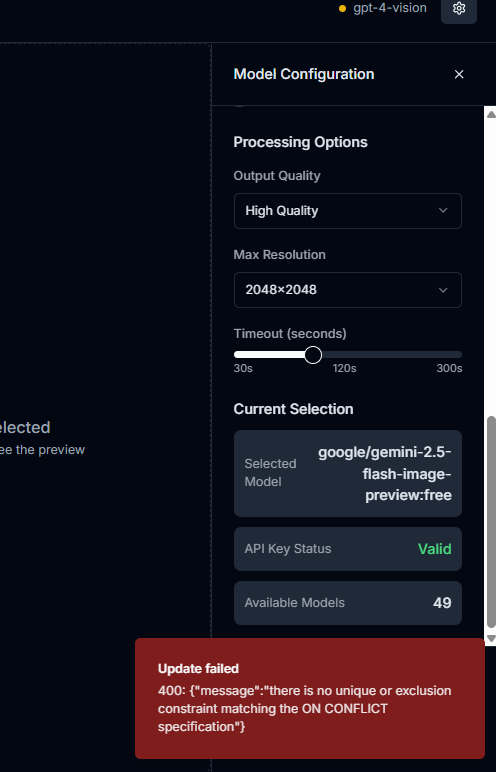 gpt-4-vision
Model Configuration
Processing Options
Output Quality
High Quality
Max Resolution
2048×2048
Timeout (seconds)
30s 120s 300s
elected
ee the preview
Current Selection
Selected
Model
google/gemini-2.5-
flash-image-
preview:free
API Key Status Valid
Available Models 49
Update failed
400: {"message":"there is no unique or exclusion
constraint matching the ON CONFLICT
specification"}